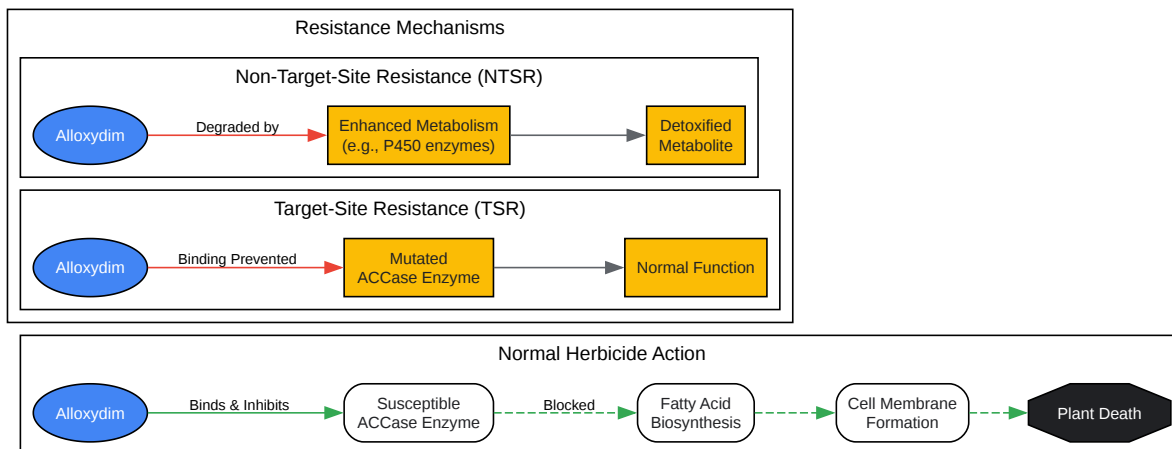 Resistance Mechanisms
Non-Target-Site Resistance (NTSR)
Alloxydim
Degraded by
Enhanced Metabolism
(e.g., P450 enzymes)
Detoxified
Metabolite
Target-Site Resistance (TSR)
Alloxydim
Binding Prevented
Mutated
ACCase Enzyme
Normal Function
Normal Herbicide Action
Alloxydim
Binds & Inhibits
Susceptible
ACCase Enzyme
Blocked
Fatty Acid
Biosynthesis
Cell Membrane
Formation
Plant Death